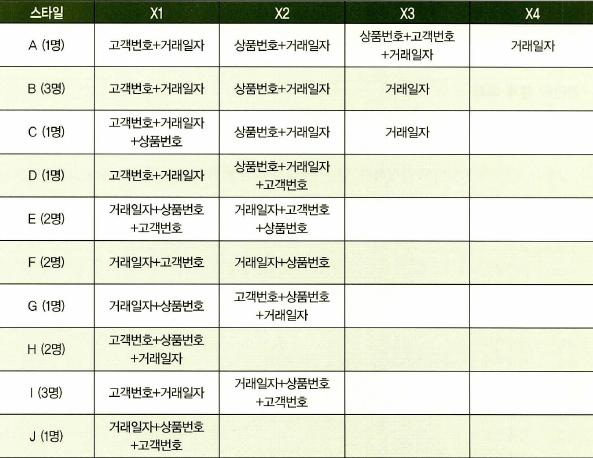 스타일 X1 X2 X3 X4
A (1명) 고객번호+거래일자 상품번호+거래일자 상품번호+고객번호
+거래일자 거래일자
B (3명) 고객번호+거래일자 상품번호+거래일자 거래일자
C (1명) 고객번호+거래일자
+상품번호 상품번호+거래일자 거래일자
D (1명) 고객번호+거래일자 상품번호+거래일자
+고객번호
E (2명) 거래일자+상품번호
+고객번호 거래일자+고객번호
+상품번호
F (2명) 거래일자+고객번호 거래일자+상품번호
G (1명) 거래일자+상품번호 고객번호+상품번호
+거래일자
H (2명) 고객번호+상품번호
+거래일자
I (3명) 고객번호+거래일자 거래일자+상품번호
+고객번호
J (1명) 거래일자+상품번호
+고객번호